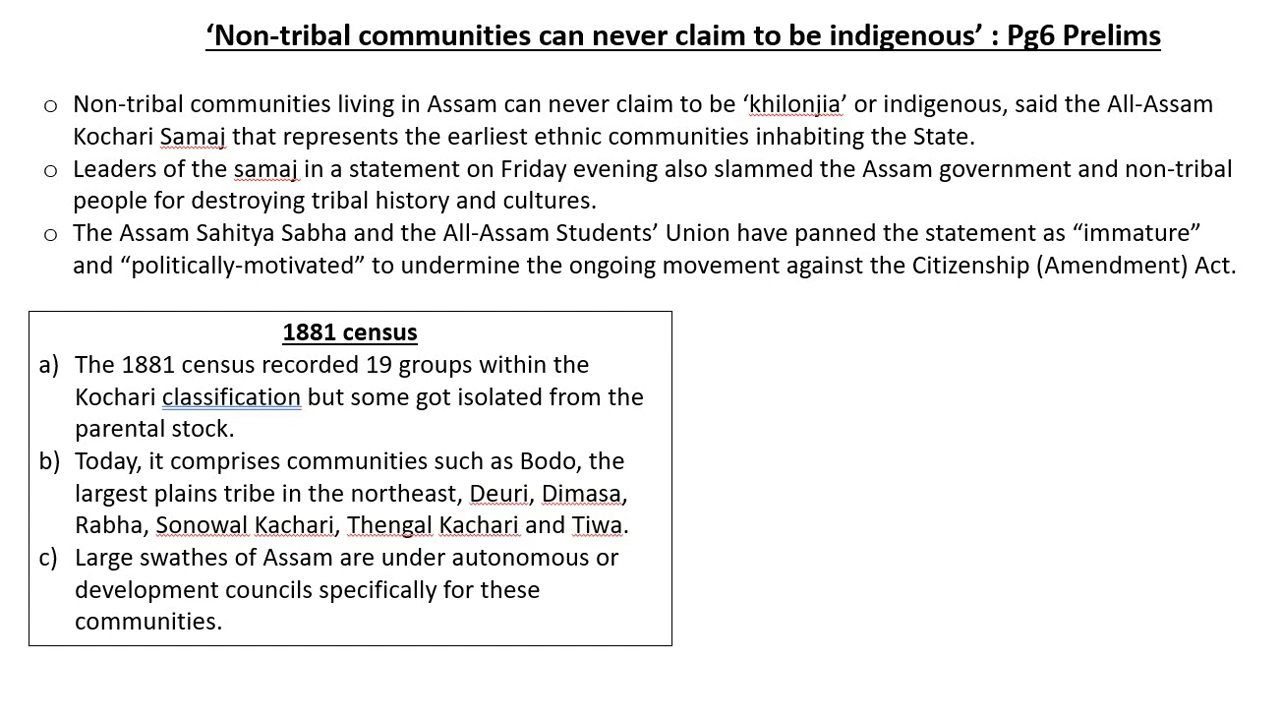 ‘Non-tribal communities can never claim to be indigenous’ : Pg6 Prelims
o Non-tribal communities living in Assam can never claim to be ‘khilonjia’ or indigenous, said the All-Assam
Kochari Samaj that represents the earliest ethnic communities inhabiting the State.
o Leaders of the samaj in a statement on Friday evening also slammed the Assam government and non-tribal
people for destroying tribal history and cultures.
o The Assam Sahitya Sabha and the All-Assam Students’ Union have panned the statement as “immature”
and “politically-motivated” to undermine the ongoing movement against the Citizenship (Amendment) Act.
1881 census
a) The 1881 census recorded 19 groups within the
Kochari classification but some got isolated from the
parental stock.
b) Today, it comprises communities such as Bodo, the
largest plains tribe in the northeast, Deuri, Dimasa,
Rabha, Sonowal Kachari, Thengal Kachari and Tiwa.
c) Large swathes of Assam are under autonomous or
development councils specifically for these
communities.